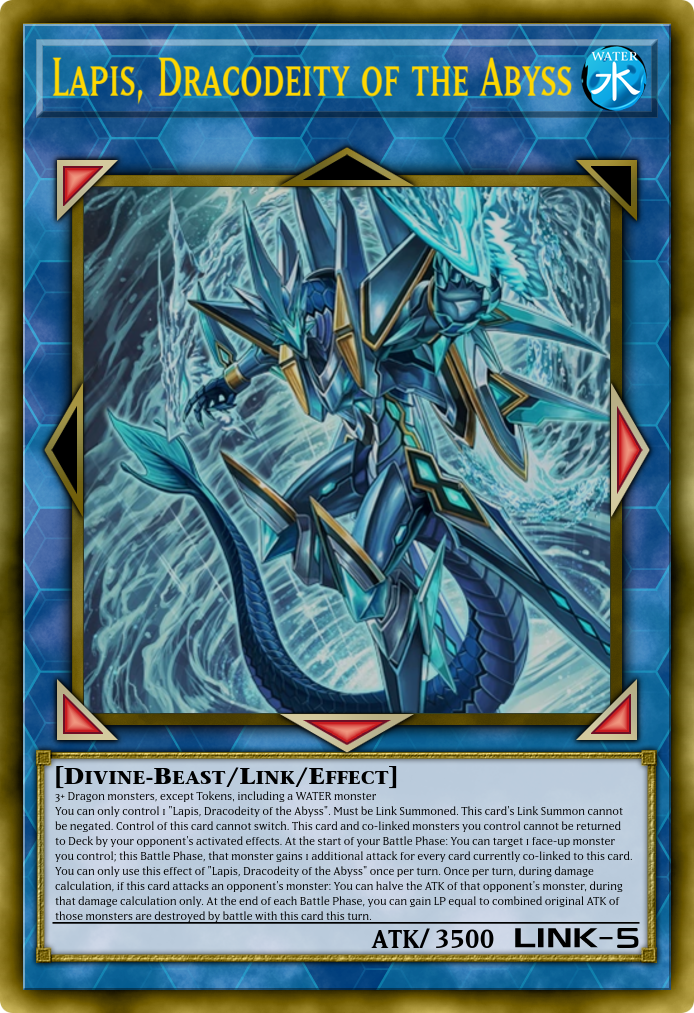 Lapis, Dracodeity of the Abyss
WATER
水
[Divine-Beast/Link/Effect]
3+ Dragon monsters, except Tokens, including a WATER monster
You can only control 1 "Lapis, Dracodeity of the Abyss". Must be Link Summoned. This card's Link Summon cannot
be negated. Control of this card cannot switch. This card and co-linked monsters you control cannot be returned
to Deck by your opponent's activated effects. At the start of your Battle Phase: You can target 1 face-up monster
you control; this Battle Phase, that monster gains 1 additional attack for every card currently co-linked to this card.
You can only use this effect of "Lapis, Dracodeity of the Abyss" once per turn. Once per turn, during damage
calculation, if this card attacks an opponent's monster: You can halve the ATK of that opponent's monster, during
that damage calculation only. At the end of each Battle Phase, you can gain LP equal to combined original ATK of
those monsters are destroyed by battle with this card this turn.
ATK/ 3500 LINK-5